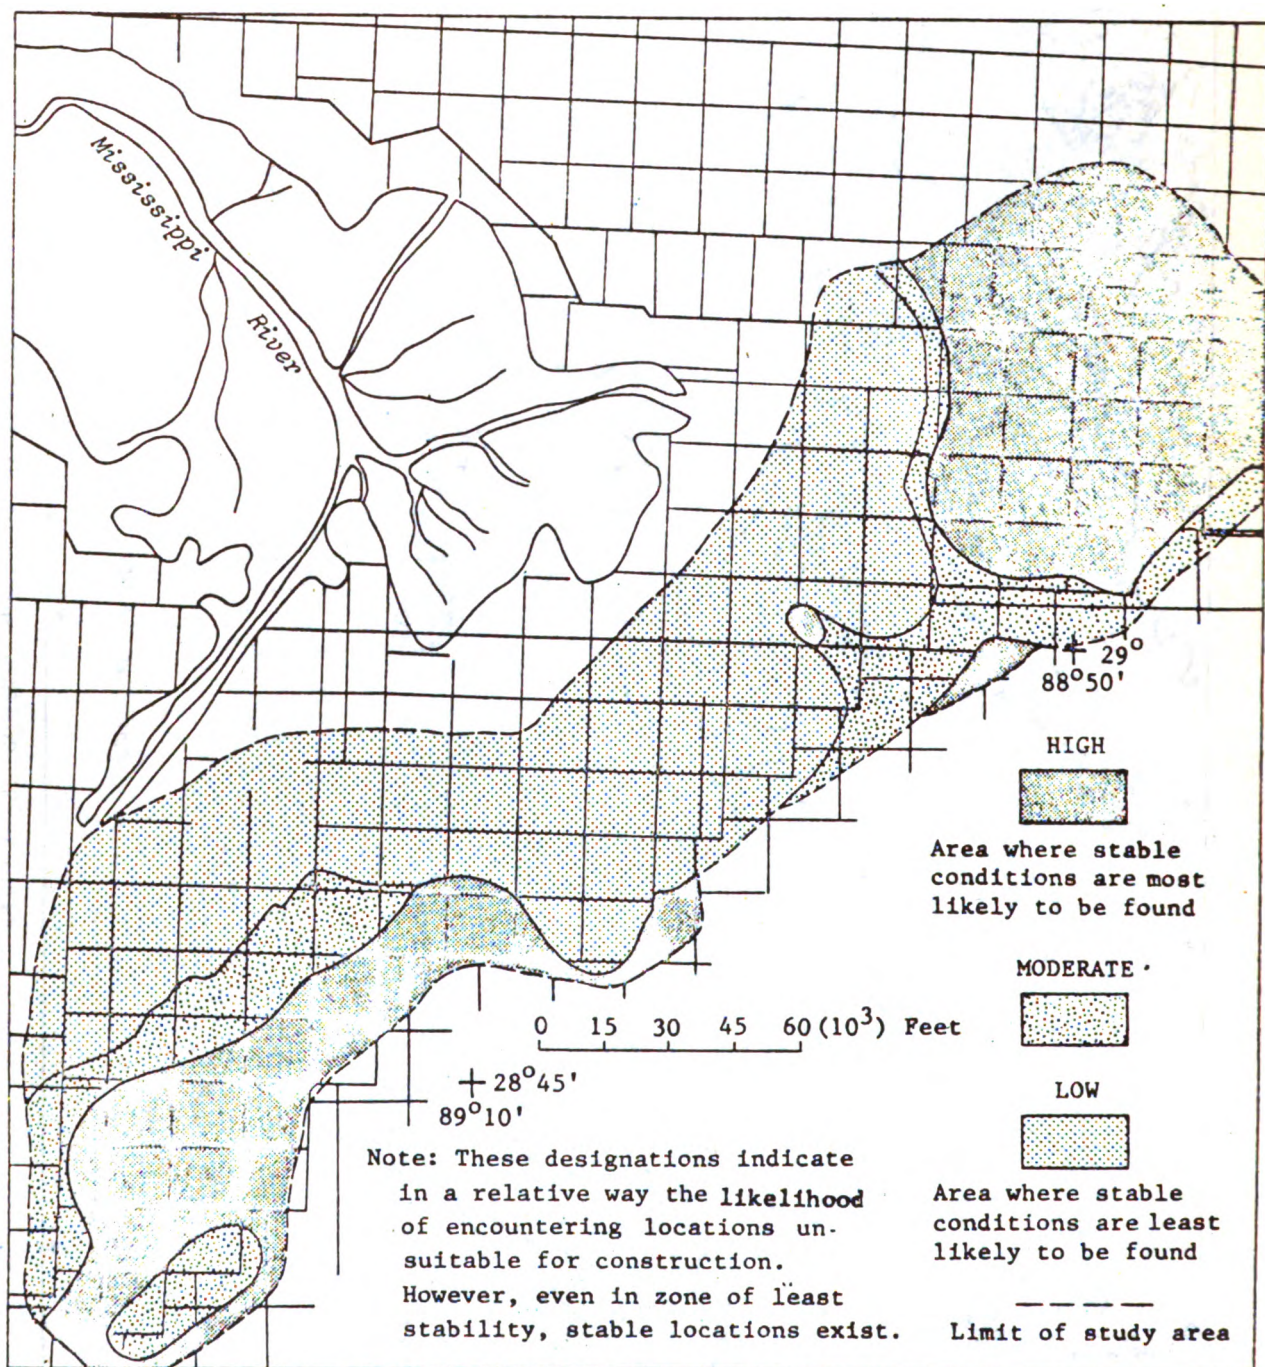 Mississippi
River
29°
88°50'
HIGH
Area where stable
conditions are most
likely to be found
MODERATE
0 15 30 45 60 (10³) Feet
28°45'
89°10'
LOW
Note: These designations indicate
in a relative way the likelihood
of encountering locations un-
suitable for construction.
However, even in zone of least
stability, stable locations exist.
Area where stable
conditions are least
likely to be found
Limit of study area